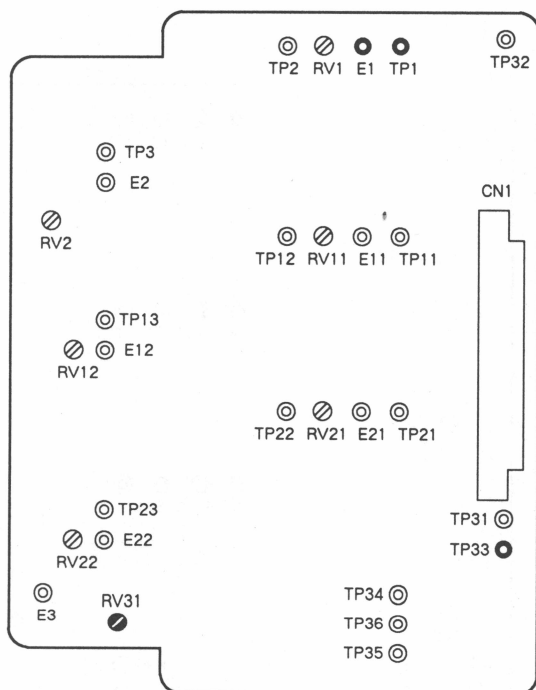 TP2 RV1 E1 TP1
TP32
TP3
E2
CN1
RV2
TP12 RV11 E11 TP11
TP13
E12
RV12
TP22 RV21 E21 TP21
TP23
TP31
E22
RV22
TP33
E3
RV31
TP34
TP36
TP35